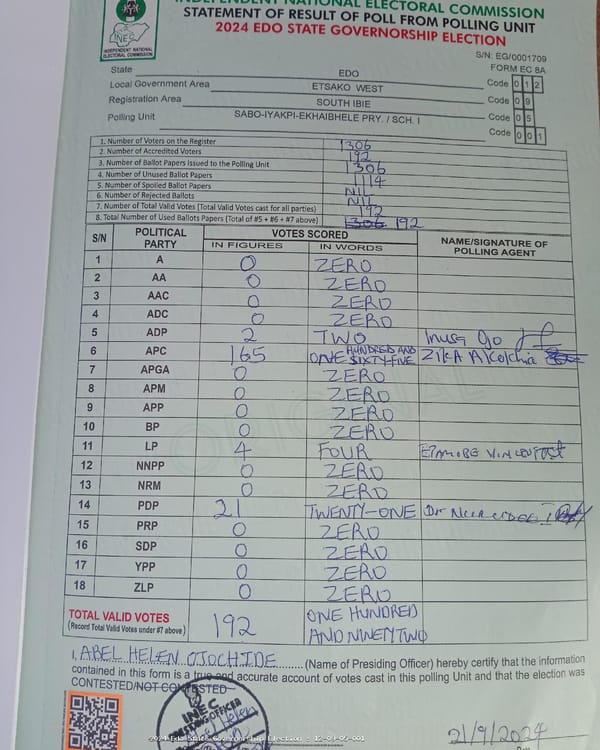 INDEPENDENT NATIONAL ELECTORAL COMMISSION
STATEMENT OF RESULT OF POLL FROM POLLING UNIT
2024 EDO STATE GOVERNORSHIP ELECTION
INEC
INDEPENDENT NATIONAL
ELECTORAL COMMISSION
S/N: EG/0001709
FORM EC 8A
State EDO Code 0 1 2
Local Government Area ETSAKO WEST Code 0 9
Registration Area SOUTH IBIE Code 0 5
Polling Unit SABO-IYAKPI-EKHAIBHELE PRY. / SCH. I Code 0 0 1
1. Number of Voters on the Register 1306
2. Number of Accredited Voters 192
3. Number of Ballot Papers Issued to the Polling Unit 1306
4. Number of Unused Ballot Papers 1114
5. Number of Spoiled Ballot Papers NIL
6. Number of Rejected Ballots NIL
7. Number of Total Valid Votes (Total Valid Votes cast for all parties) 192
8. Total Number of Used Ballots Papers (Total of #5 + #6 + #7 above) 1306 192
S/N POLITICAL PARTY VOTES SCORED NAME/SIGNATURE OF POLLING AGENT
IN FIGURES IN WORDS
1 A 0 ZERO
2 AA 0 ZERO
3 AAC 0 ZERO
4 ADC 0 ZERO
5 ADP 2 TWO
6 APC 165 ONE HUNDRED AND SIXTY-FIVE
7 APGA 0 ZERO
8 APM 0 ZERO
9 APP 0 ZERO
10 BP 0 ZERO
11 LP 4 FOUR
12 NNPP 0 ZERO
13 NRM 0 ZERO
14 PDP 21 TWENTY-ONE
15 PRP 0 ZERO
16 SDP 0 ZERO
17 YPP 0 ZERO
18 ZLP 0 ZERO
ORIGINAL
TOTAL VALID VOTES 192 ONE HUNDRED
(Record Total Valid Votes under #7 above) AND NINETY TWO
I, ABEL HELEN OJOCHIDE (Name of Presiding Officer) hereby certify that the information
contained in this form is a true and accurate account of votes cast in this polling Unit and that the election was
CONTESTED/NOT CONTESTED
INEC
21/9/2024
2024 Edo State Governorship Election - 12-09-05-001
Date